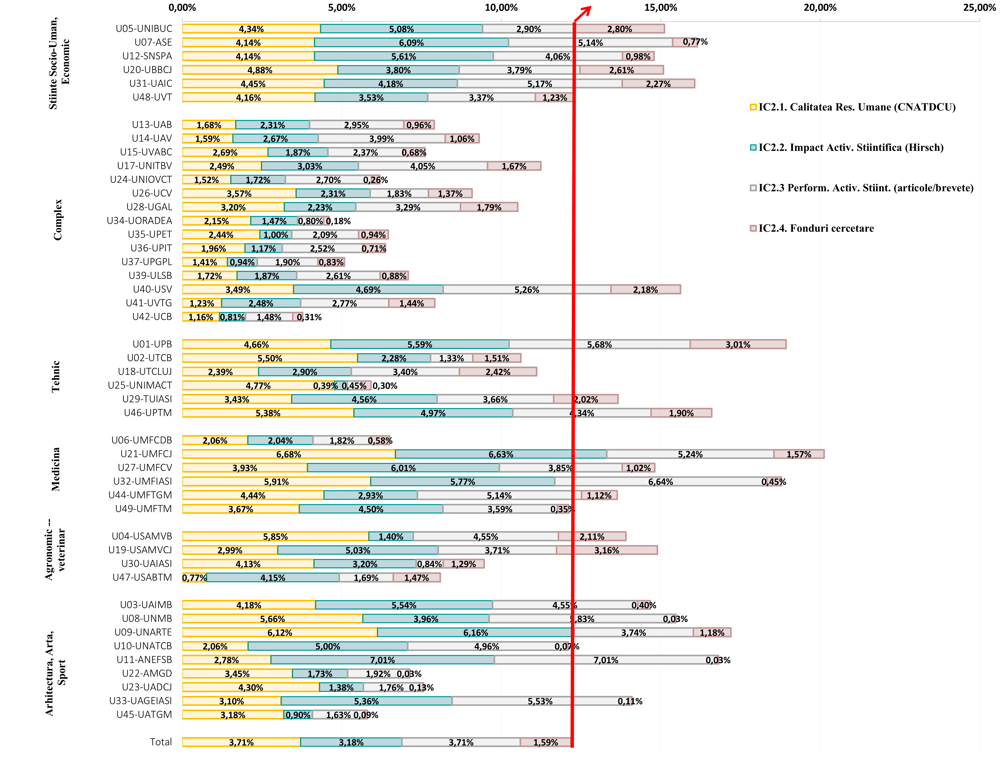 0,00% 5,00% 10,00% 15,00% 20,00% 25,00%
Stiinte Socio-Uman,
Economic
U05-UNIBUC 4,34% 5,08% 2,90% 2,80%
U07-ASE 4,14% 6,09% 5,14% 0,77%
U12-SNSPA 4,14% 5,61% 4,06% 0,98%
U20-UBBCJ 4,88% 3,80% 3,79% 2,61%
U31-UAIC 4,45% 4,18% 5,17% 2,27%
U48-UVT 4,16% 3,53% 3,37% 1,23%
IC2.1. Calitatea Res. Umane (CNATDCU)
IC2.2. Impact Activ. Stiintifica (Hirsch)
IC2.3 Perform. Activ. Stiint. (articole/brevete)
IC2.4. Fonduri cercetare
Complex
U13-UAB 1,68% 2,31% 2,95% 0,96%
U14-UAV 1,59% 2,67% 3,99% 1,06%
U15-UVABC 2,69% 1,87% 2,37% 0,68%
U17-UNITBV 2,49% 3,03% 4,05% 1,67%
U24-UNIOVCT 1,52% 1,72% 2,70% 0,26%
U26-UCV 3,57% 2,31% 1,83% 1,37%
U28-UGAL 3,20% 2,23% 3,29% 1,79%
U34-UORADEA 2,15% 1,47% 0,80% 0,18%
U35-UPET 2,44% 1,00% 2,09% 0,94%
U36-UPIT 1,96% 1,17% 2,52% 0,71%
U37-UPGPL 1,41% 0,94% 1,90% 0,83%
U39-ULSB 1,72% 1,87% 2,61% 0,88%
U40-USV 3,49% 4,69% 5,26% 2,18%
U41-UVTG 1,23% 2,48% 2,77% 1,44%
U42-UCB 1,16% 0,81% 1,48% 0,31%
Tehnic
U01-UPB 4,66% 5,59% 5,68% 3,01%
U02-UTCB 5,50% 2,28% 1,33% 1,51%
U18-UTCLUJ 2,39% 2,90% 3,40% 2,42%
U25-UNIMACT 4,77% 0,39% 0,45% 0,30%
U29-TUIASI 3,43% 4,56% 3,66% 2,02%
U46-UPTM 5,38% 4,97% 4,34% 1,90%
Medicina
U06-UMFCDB 2,06% 2,04% 1,82% 0,58%
U21-UMFCJ 6,68% 6,63% 5,24% 1,57%
U27-UMFCV 3,93% 6,01% 3,85% 1,02%
U32-UMFIASI 5,91% 5,77% 6,64% 0,45%
U44-UMFTGM 4,44% 2,93% 5,14% 1,12%
U49-UMFTM 3,67% 4,50% 3,59% 0,35%
Agronomic --
veterinar
U04-USAMVB 5,85% 1,40% 4,55% 2,11%
U19-USAMVCJ 2,99% 5,03% 3,71% 3,16%
U30-UAIASI 4,13% 3,20% 0,84% 1,29%
U47-USABTM 0,77% 4,15% 1,69% 1,47%
Arhitectura, Arta,
Sport
U03-UAIMB 4,18% 5,54% 4,55% 0,40%
U08-UNMB 5,66% 3,96% 5,83% 0,03%
U09-UNARTE 6,12% 6,16% 3,74% 1,18%
U10-UNATCB 2,06% 5,00% 4,96% 0,07%
U11-ANEFSB 2,78% 7,01% 7,01% 0,03%
U22-AMGD 3,45% 1,73% 1,92% 0,03%
U23-UADCJ 4,30% 1,38% 1,76% 0,13%
U33-UAGEIASI 3,10% 5,36% 5,53% 0,11%
U45-UATGM 3,18% 0,90% 1,63% 0,09%
Total 3,71% 3,18% 3,71% 1,59%